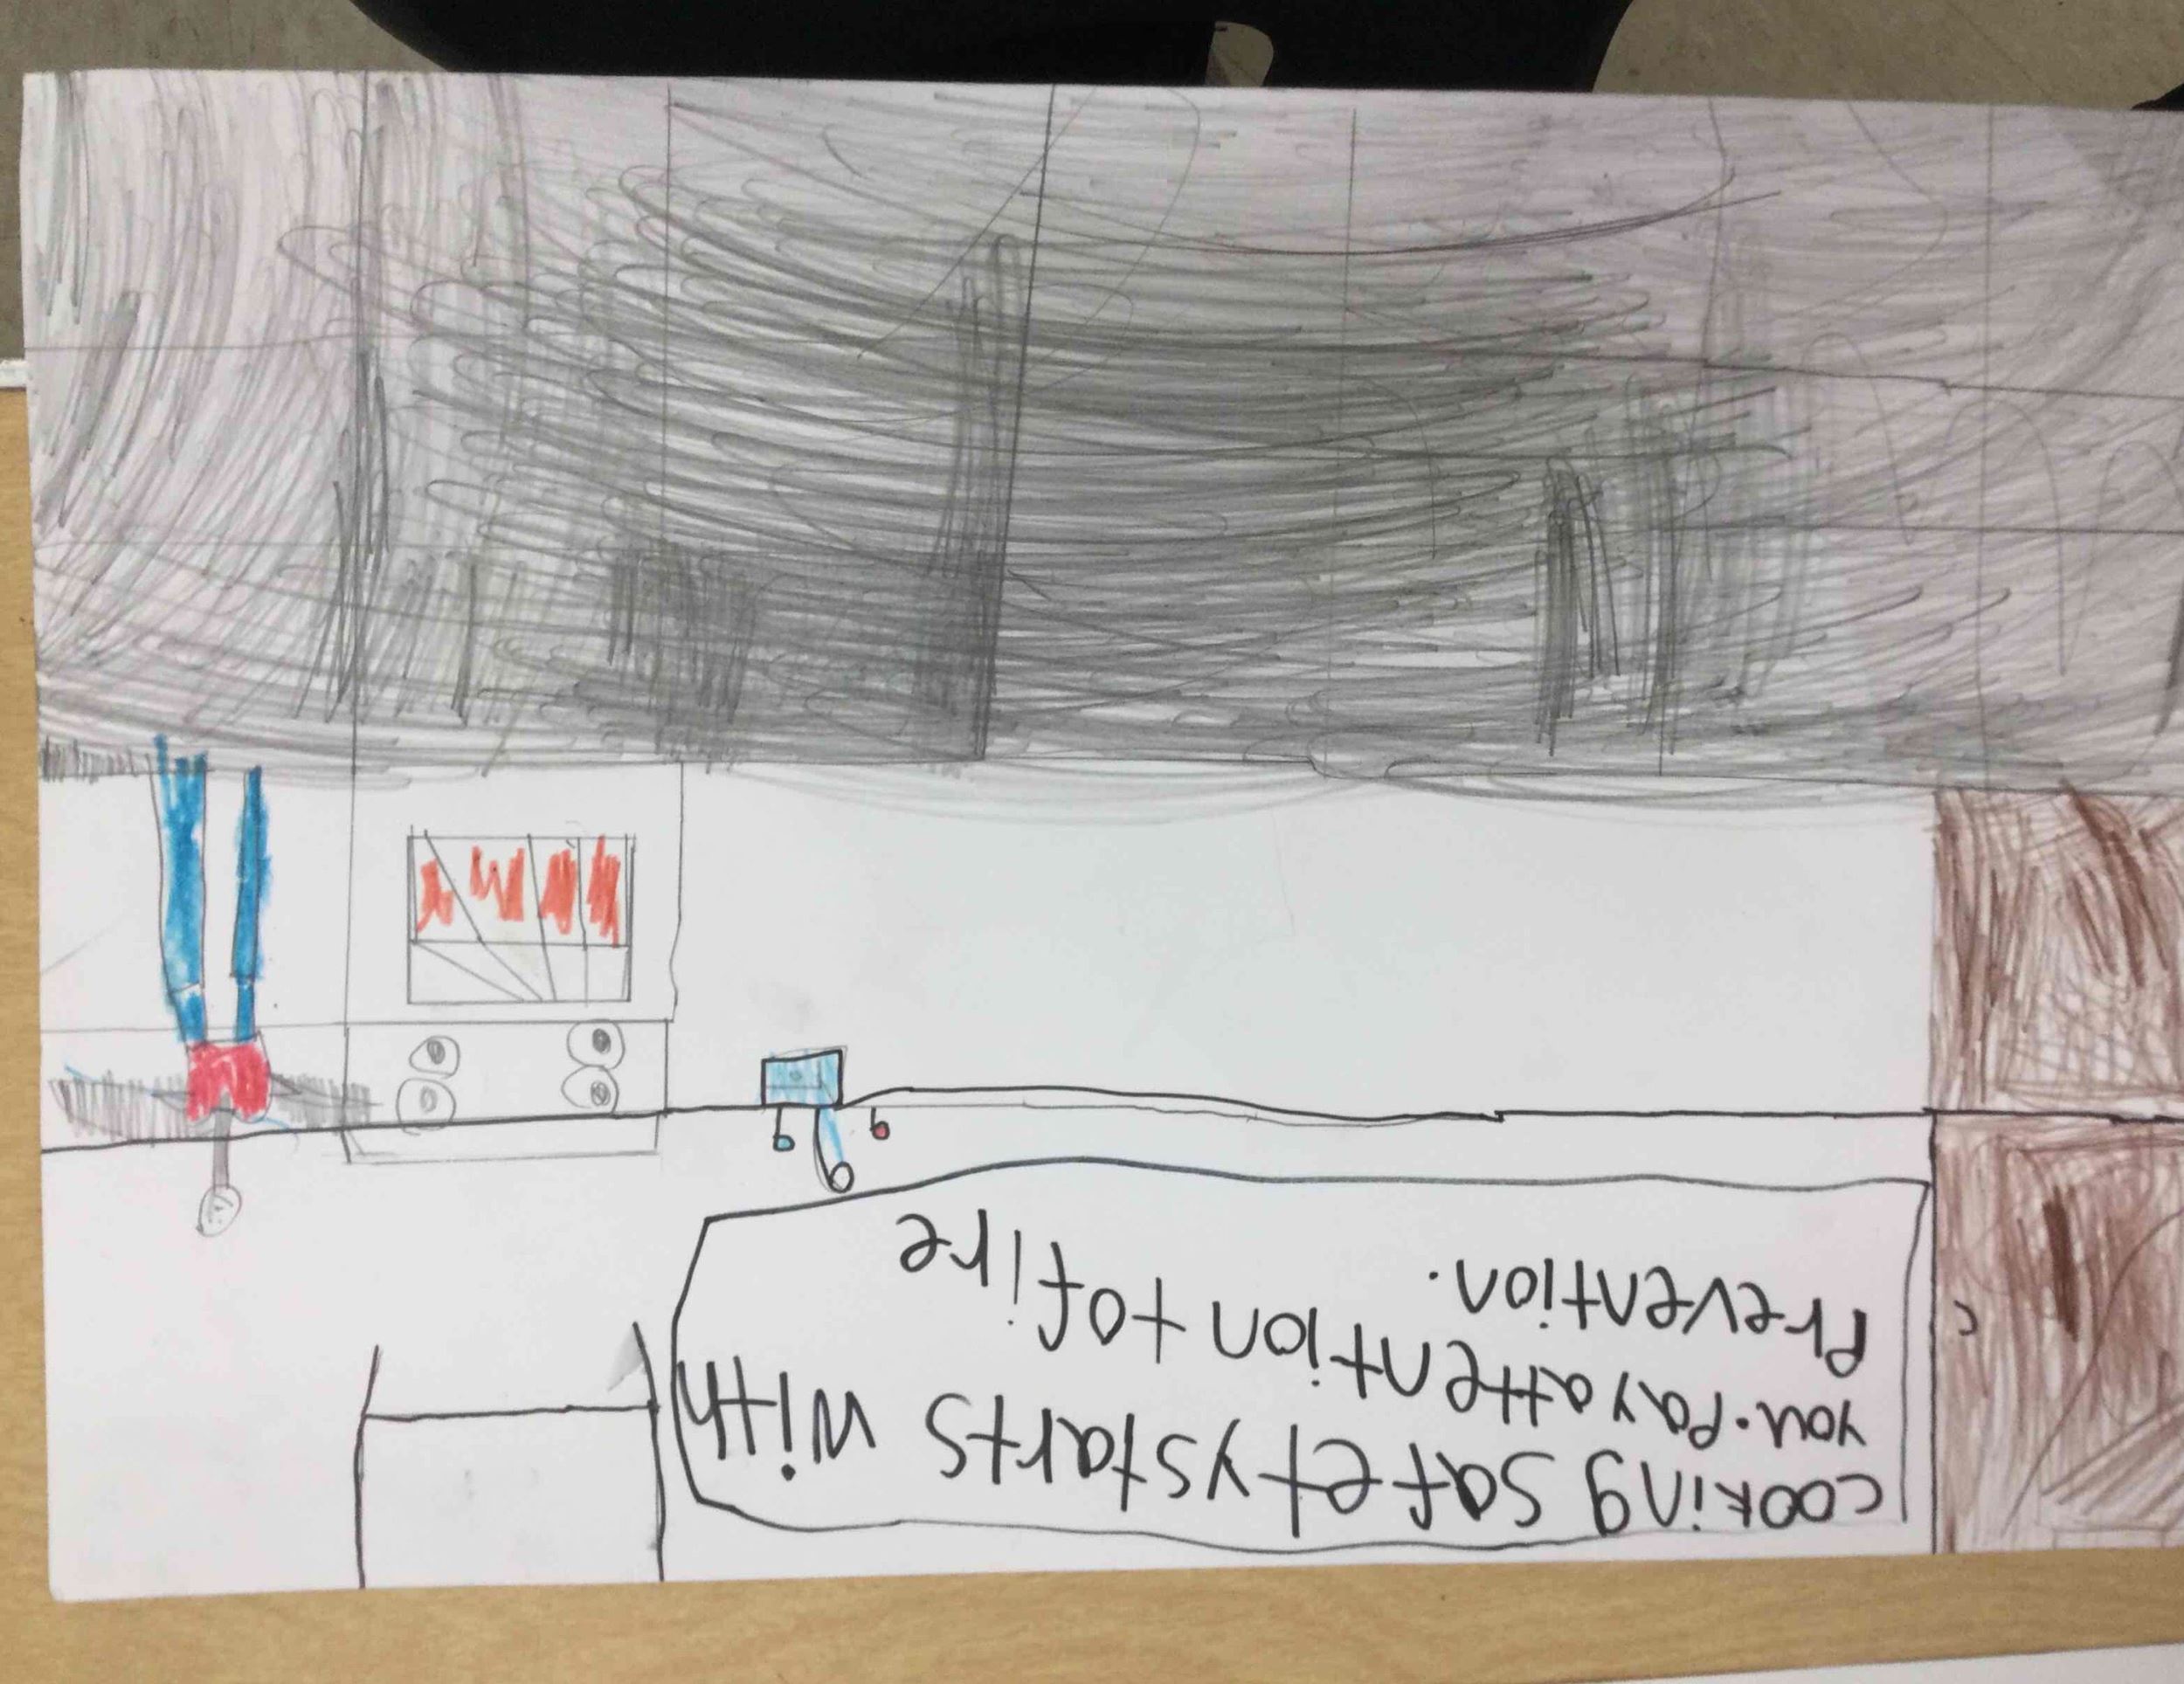 cooking safety starts with
you. Pay attention to fire
Prevention.